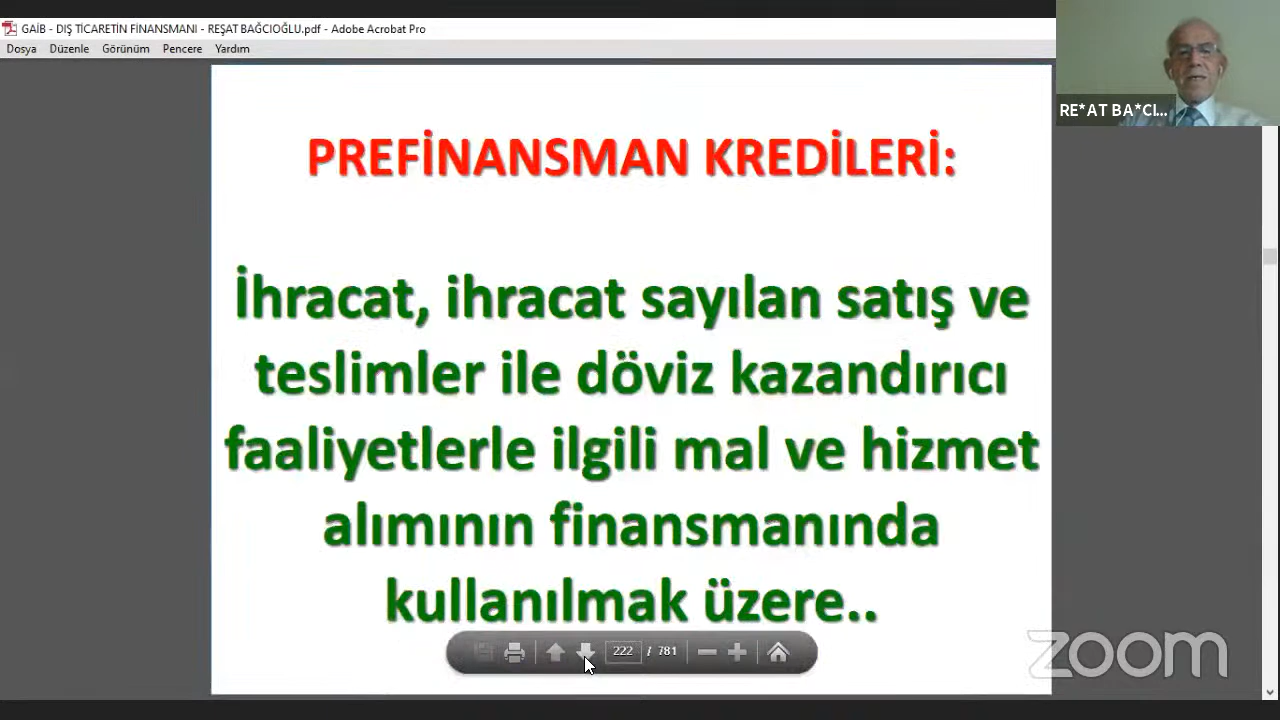 GAİB - DIŞ TİCARETİN FİNANSMANI - REŞAT BAĞCIOĞLU.pdf - Adobe Acrobat Pro
Dosya Düzenle Görünüm Pencere Yardım
RE*AT BA*CI...
PREFİNANSMAN KREDİLERİ:
İhracat, ihracat sayılan satış ve
teslimler ile döviz kazandırıcı
faaliyetlerle ilgili mal ve hizmet
alımının finansmanında
kullanılmak üzere..
222 / 781
zoom